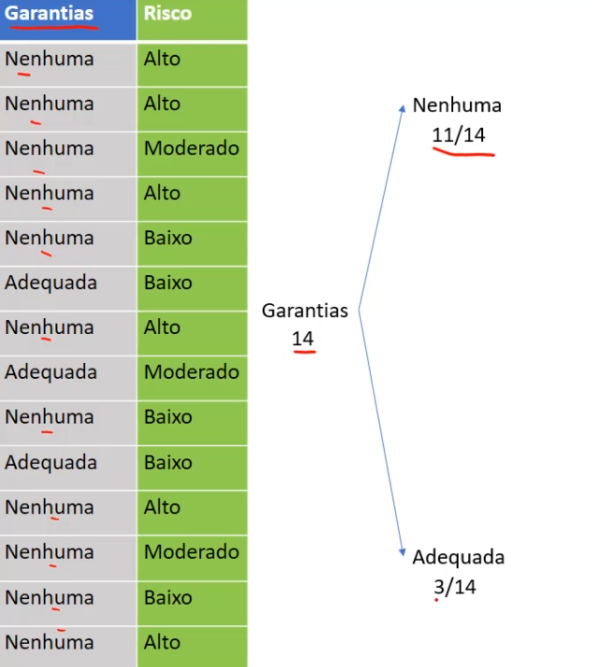 Garantias Risco
Nenhuma Alto
Nenhuma Alto
Nenhuma Moderado
Nenhuma Alto
Nenhuma Baixo
Adequada Baixo
Nenhuma Alto
Adequada Moderado
Nenhuma Baixo
Adequada Baixo
Nenhuma Alto
Nenhuma Moderado
Nenhuma Baixo
Nenhuma Alto
Garantias
14
Nenhuma
11/14
Adequada
3/14